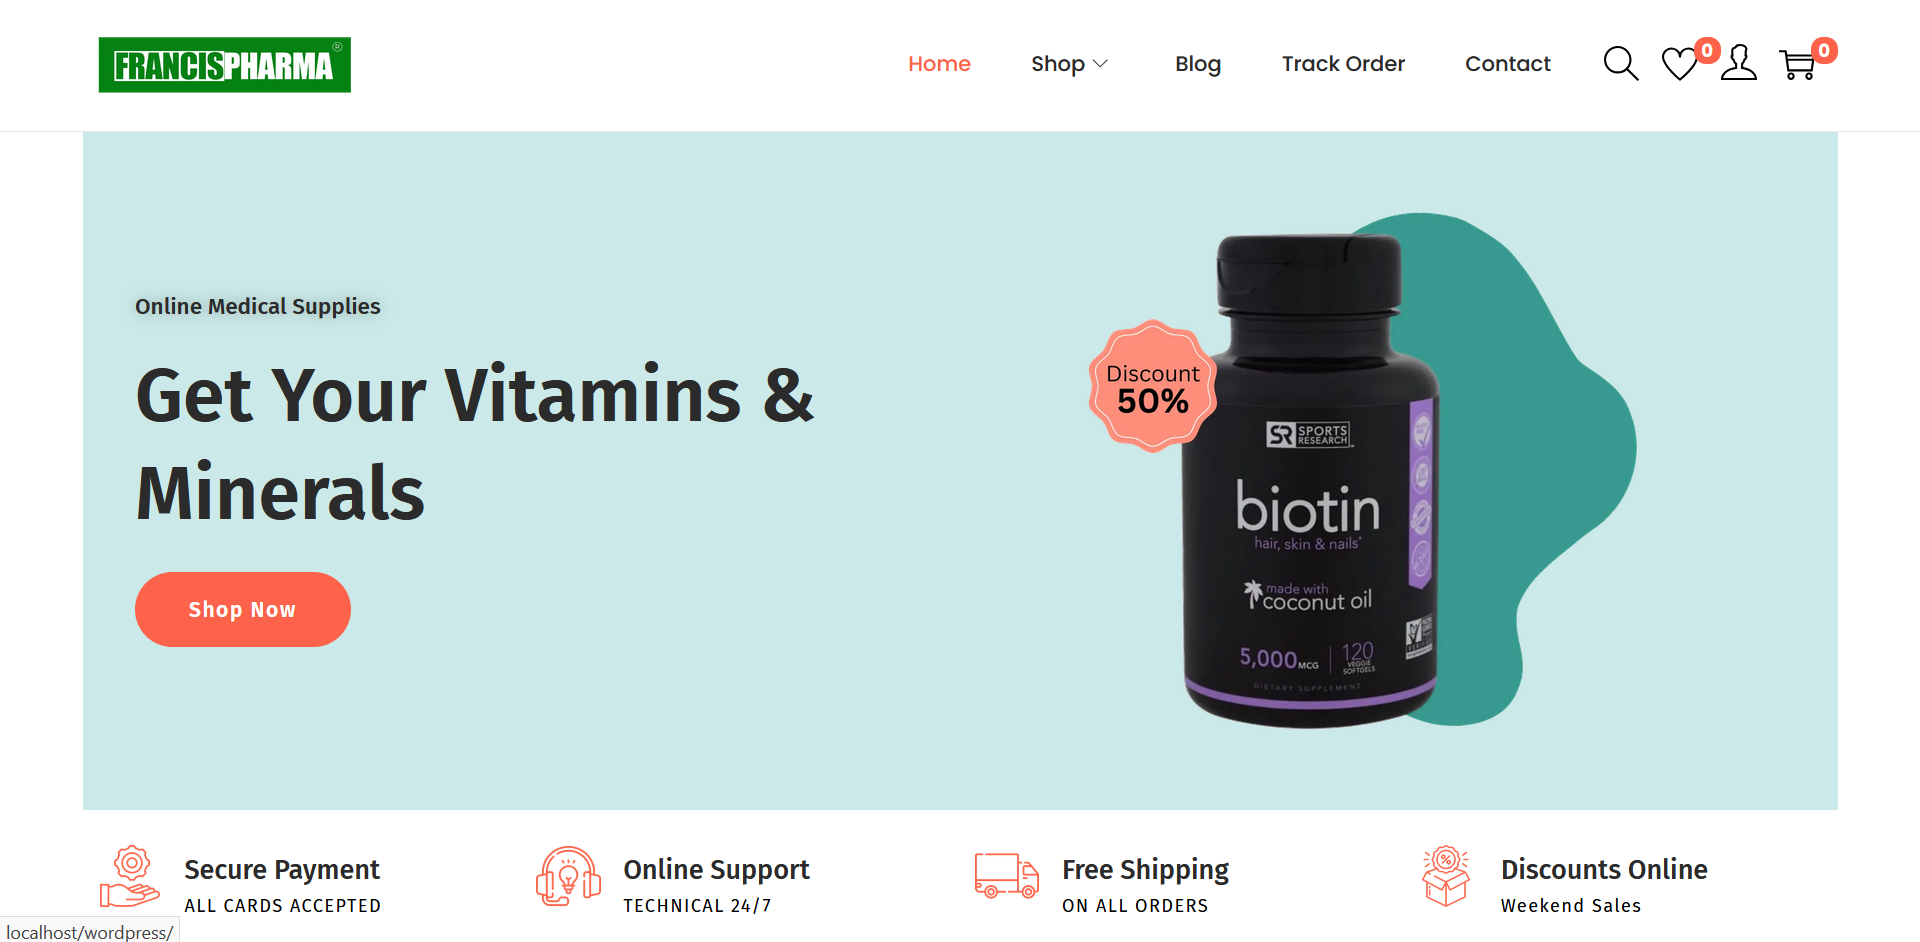 FRANCISPHARMA ®
Home
Shop
Blog
Track Order
Contact
0
0
Online Medical Supplies
Get Your Vitamins &
Minerals
Shop Now
Discount
50%
SR SPORTS
RESEARCH
biotin
hair, skin & nails*
made with
coconut oil
5,000 MCG
120
VEGGIE
SOFTGELS
DIETARY SUPPLEMENT
Secure Payment
ALL CARDS ACCEPTED
Online Support
TECHNICAL 24/7
Free Shipping
ON ALL ORDERS
%
Discounts Online
Weekend Sales
localhost/wordpress/